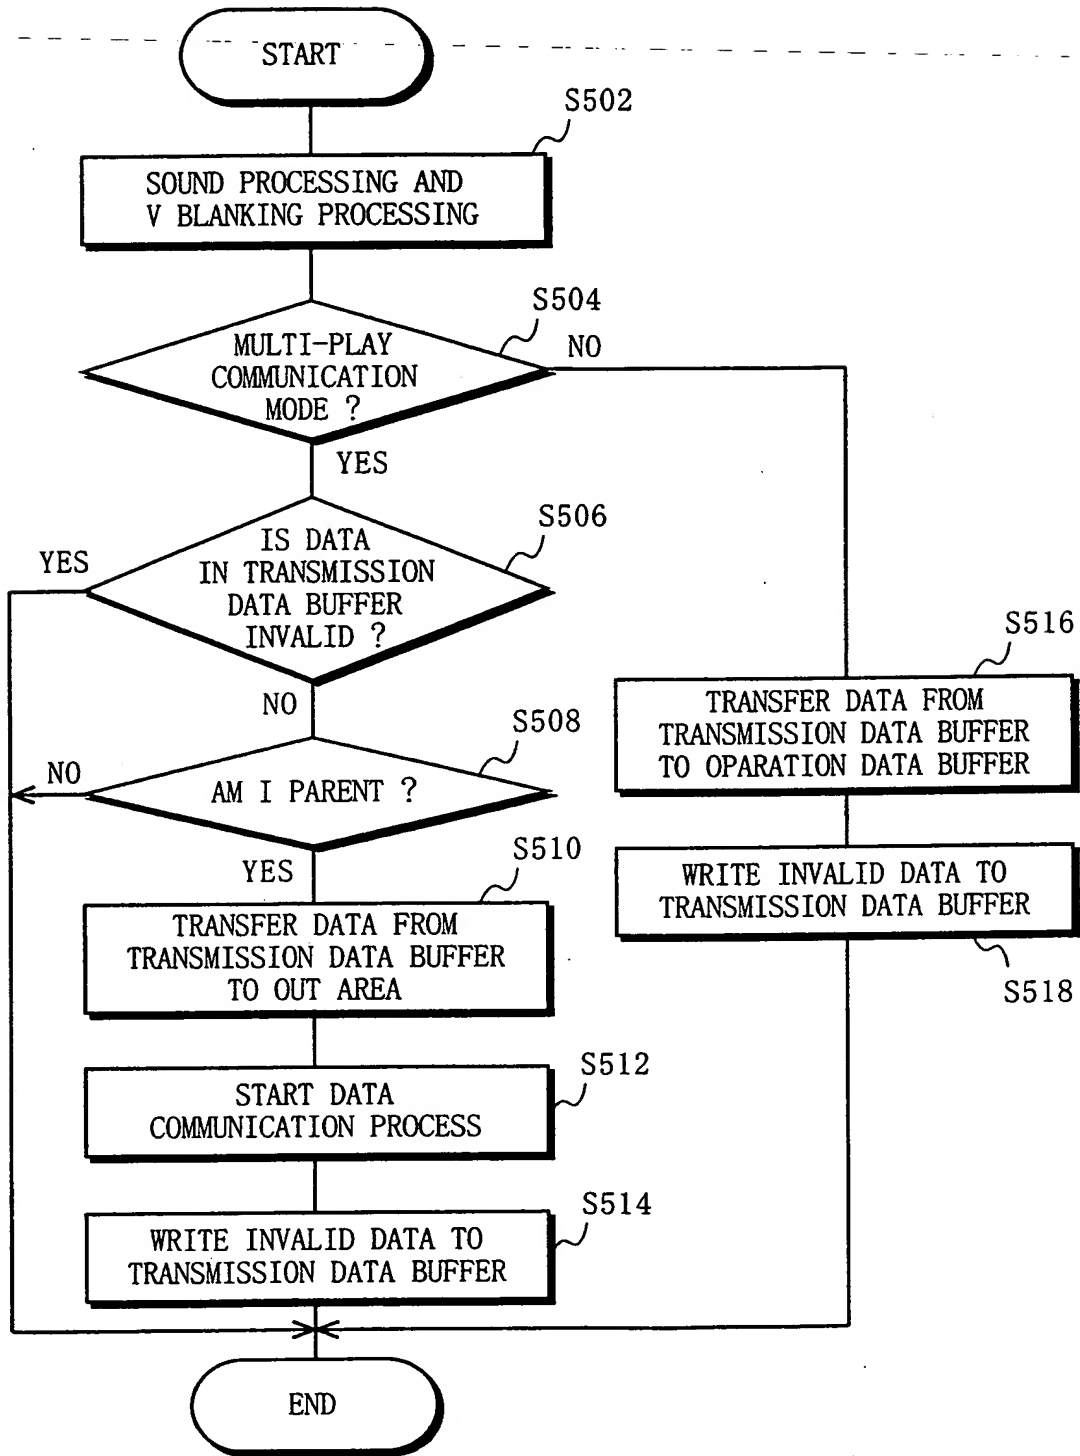 START
S502
SOUND PROCESSING AND
V BLANKING PROCESSING
S504
MULTI-PLAY
COMMUNICATION
MODE ?
NO
YES
S506
IS DATA
IN TRANSMISSION
DATA BUFFER
INVALID ?
YES
NO
S516
TRANSFER DATA FROM
TRANSMISSION DATA BUFFER
TO OPARATION DATA BUFFER
S508
AM I PARENT ?
NO
YES
S510
TRANSFER DATA FROM
TRANSMISSION DATA BUFFER
TO OUT AREA
WRITE INVALID DATA TO
TRANSMISSION DATA BUFFER
S518
S512
START DATA
COMMUNICATION PROCESS
S514
WRITE INVALID DATA TO
TRANSMISSION DATA BUFFER
END